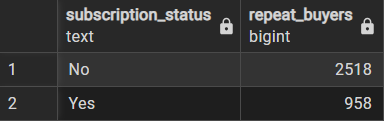 subscription_status repeat_buyers
text bigint
1 No 2518
2 Yes 958